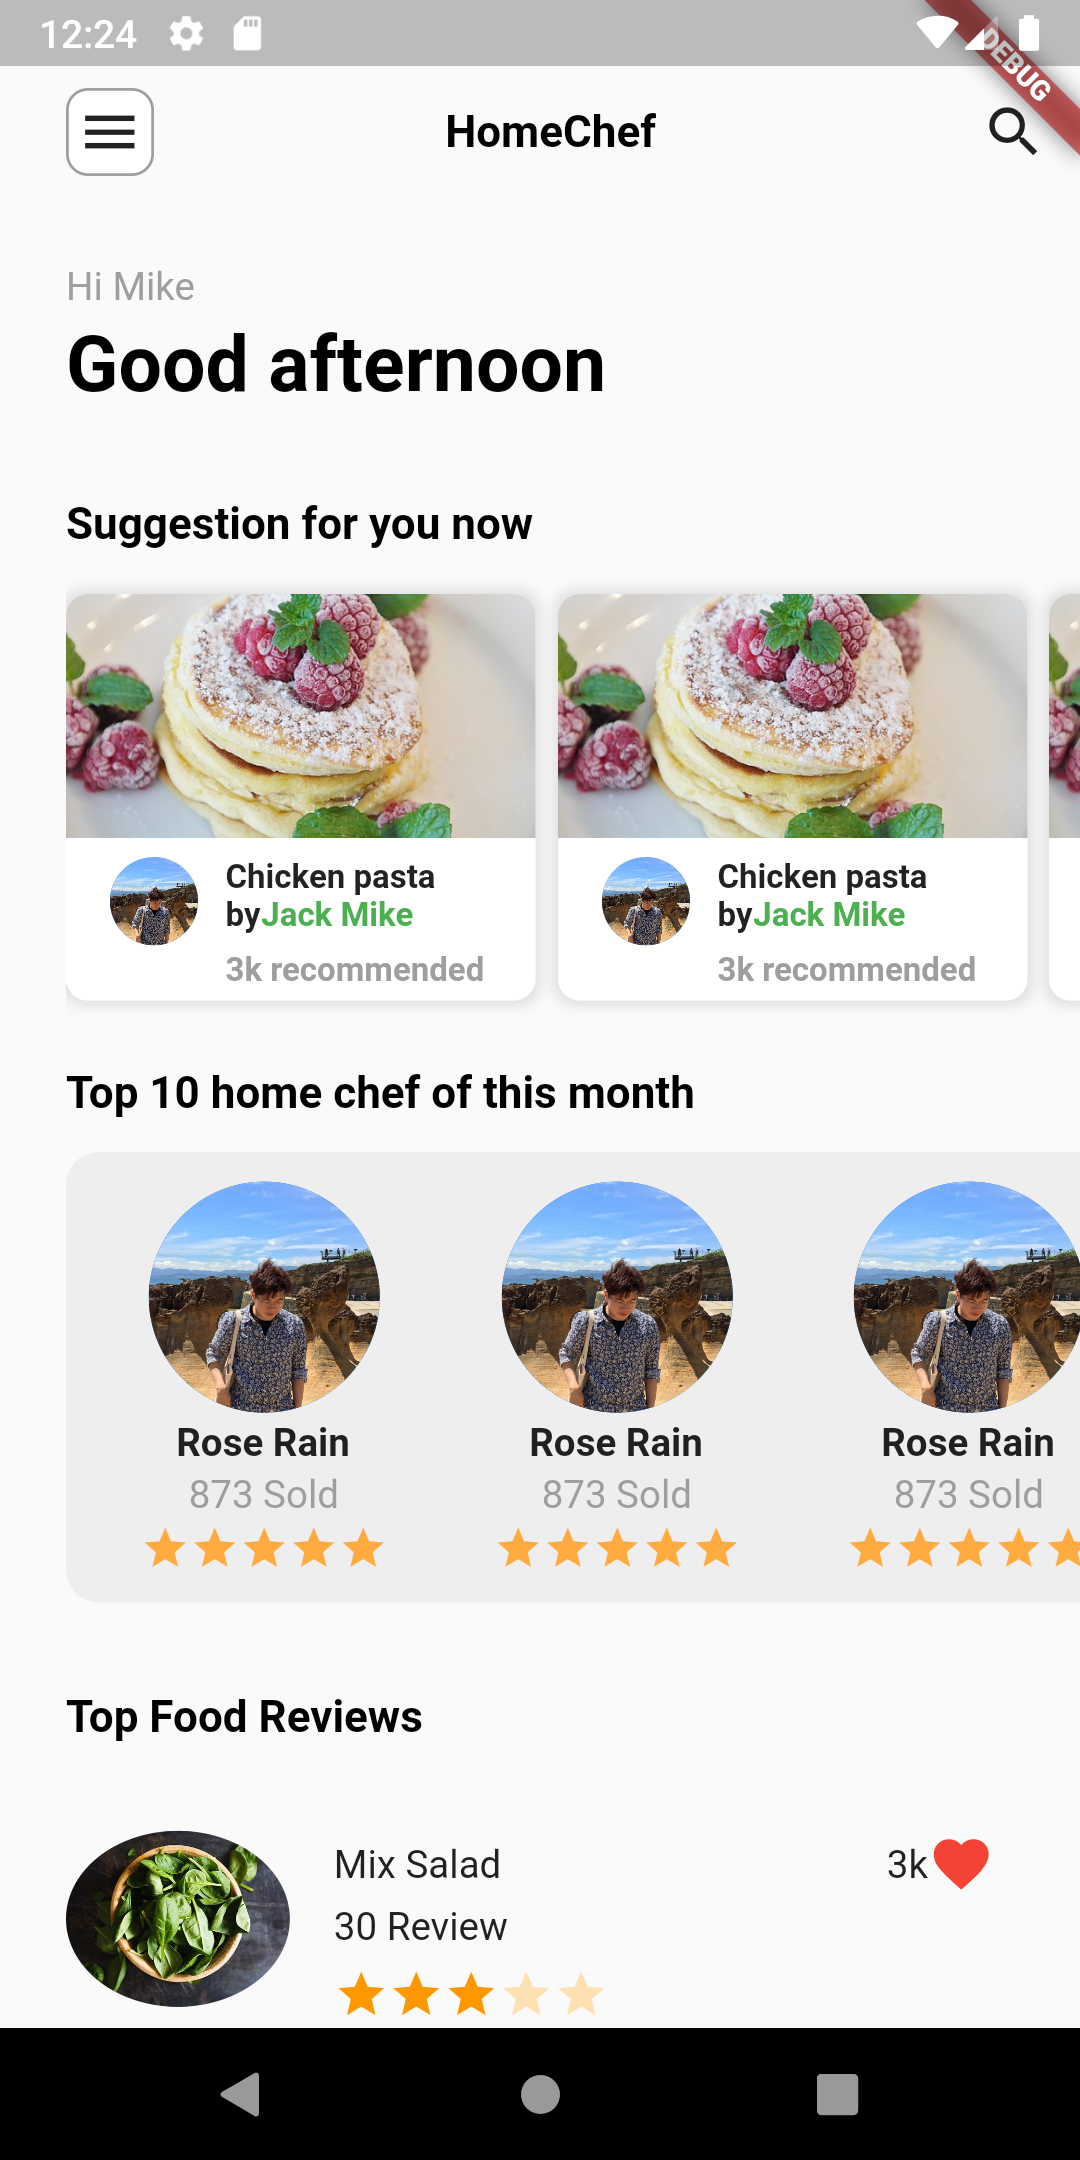 12:24
DEBUG
HomeChef
Hi Mike
Good afternoon
Suggestion for you now
Chicken pasta
byJack Mike
3k recommended
Chicken pasta
byJack Mike
3k recommended
Top 10 home chef of this month
Rose Rain
873 Sold
Rose Rain
873 Sold
Rose Rain
873 Sold
Top Food Reviews
Mix Salad
3k
30 Review